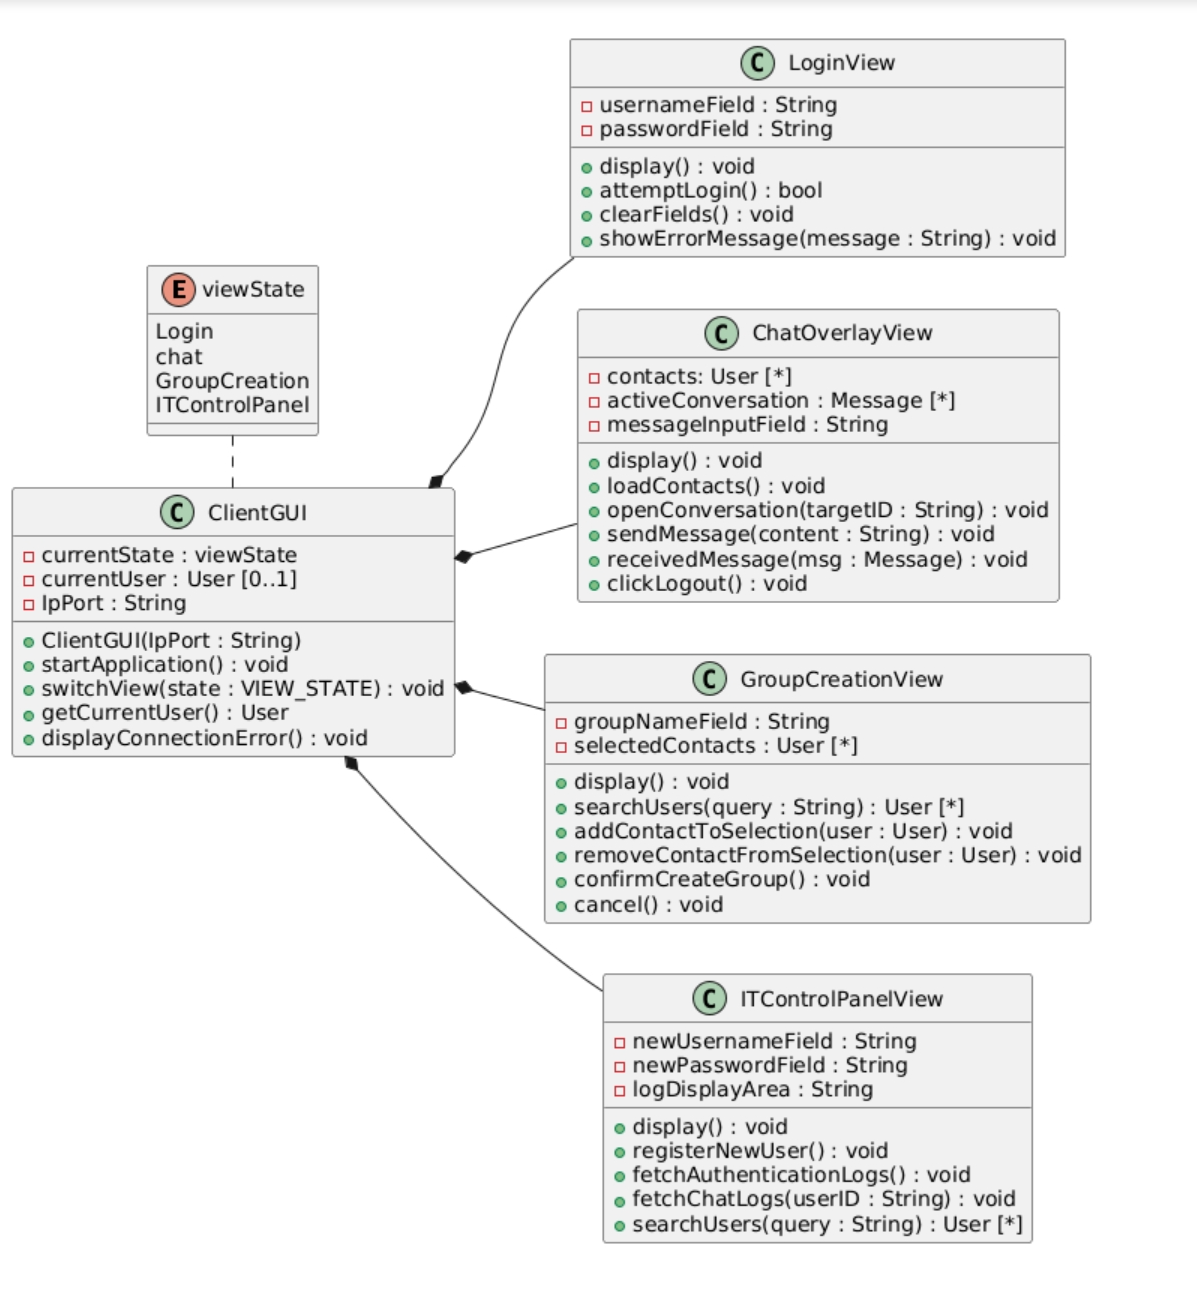 C LoginView
usernameField : String
passwordField : String
display() : void
attemptLogin() : bool
clearFields() : void
showErrorMessage(message : String) : void
E viewState
Login
chat
GroupCreation
ITControlPanel
C ChatOverlayView
contacts: User [*]
activeConversation : Message [*]
messageInputField : String
display() : void
loadContacts() : void
openConversation(targetID : String) : void
sendMessage(content : String) : void
receivedMessage(msg : Message) : void
clickLogout() : void
C ClientGUI
currentState : viewState
currentUser : User [0..1]
IpPort : String
ClientGUI(IpPort : String)
startApplication() : void
switchView(state : VIEW_STATE) : void
getCurrentUser() : User
displayConnectionError() : void
C GroupCreationView
groupNameField : String
selectedContacts : User [*]
display() : void
searchUsers(query : String) : User [*]
addContactToSelection(user : User) : void
removeContactFromSelection(user : User) : void
confirmCreateGroup() : void
cancel() : void
C ITControlPanelView
newUsernameField : String
newPasswordField : String
logDisplayArea : String
display() : void
registerNewUser() : void
fetchAuthenticationLogs() : void
fetchChatLogs(userID : String) : void
searchUsers(query : String) : User [*]